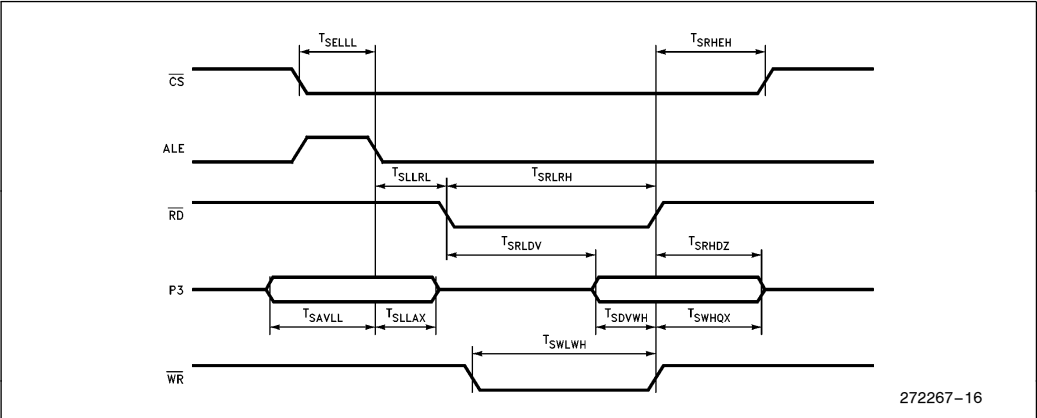 TSELLL TSRHEH
CS
ALE
TSLLRL TSRLRH
RD
TSRLDV TSRHDZ
P3
TSAVLL TSLLAX TSDVWH TSWHQX
TSWLWH
WR
272267–16